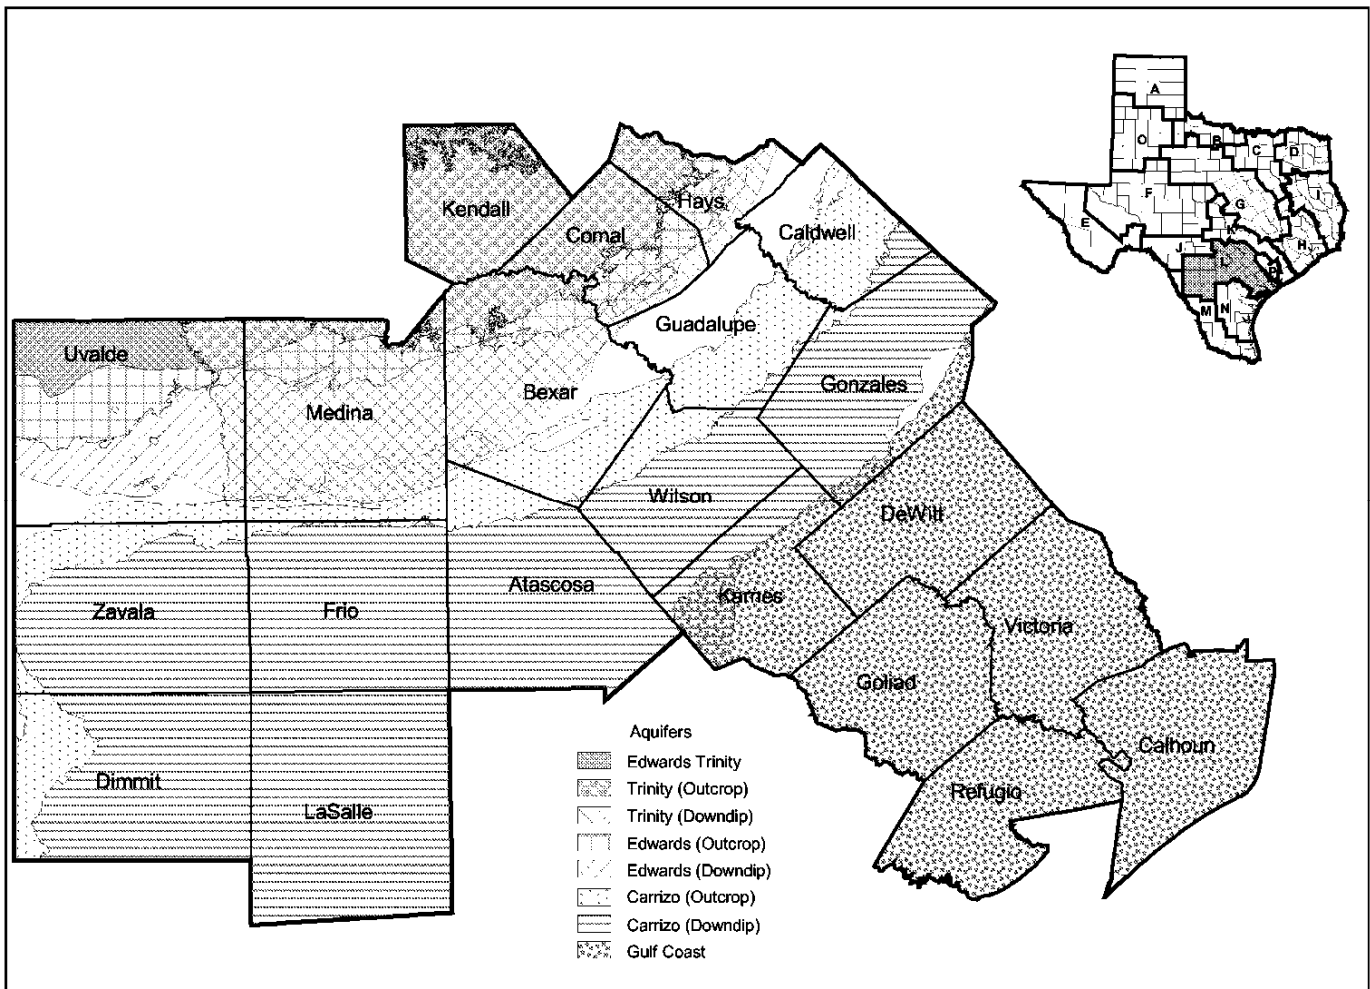 A
O
B
C
D
F
G
I
E
K
H
J
L
P
M
N
Kendall
Hays
Comal
Caldwell
Guadalupe
Uvalde
Bexar
Gonzales
Medina
Wilson
DeWitt
Atascosa
Karnes
Zavala
Frio
Victoria
Goliad
Calhoun
Dimmit
Refugio
LaSalle
Aquifers
Edwards Trinity
Trinity (Outcrop)
Trinity (Downdip)
Edwards (Outcrop)
Edwards (Downdip)
Carrizo (Outcrop)
Carrizo (Downdip)
Gulf Coast